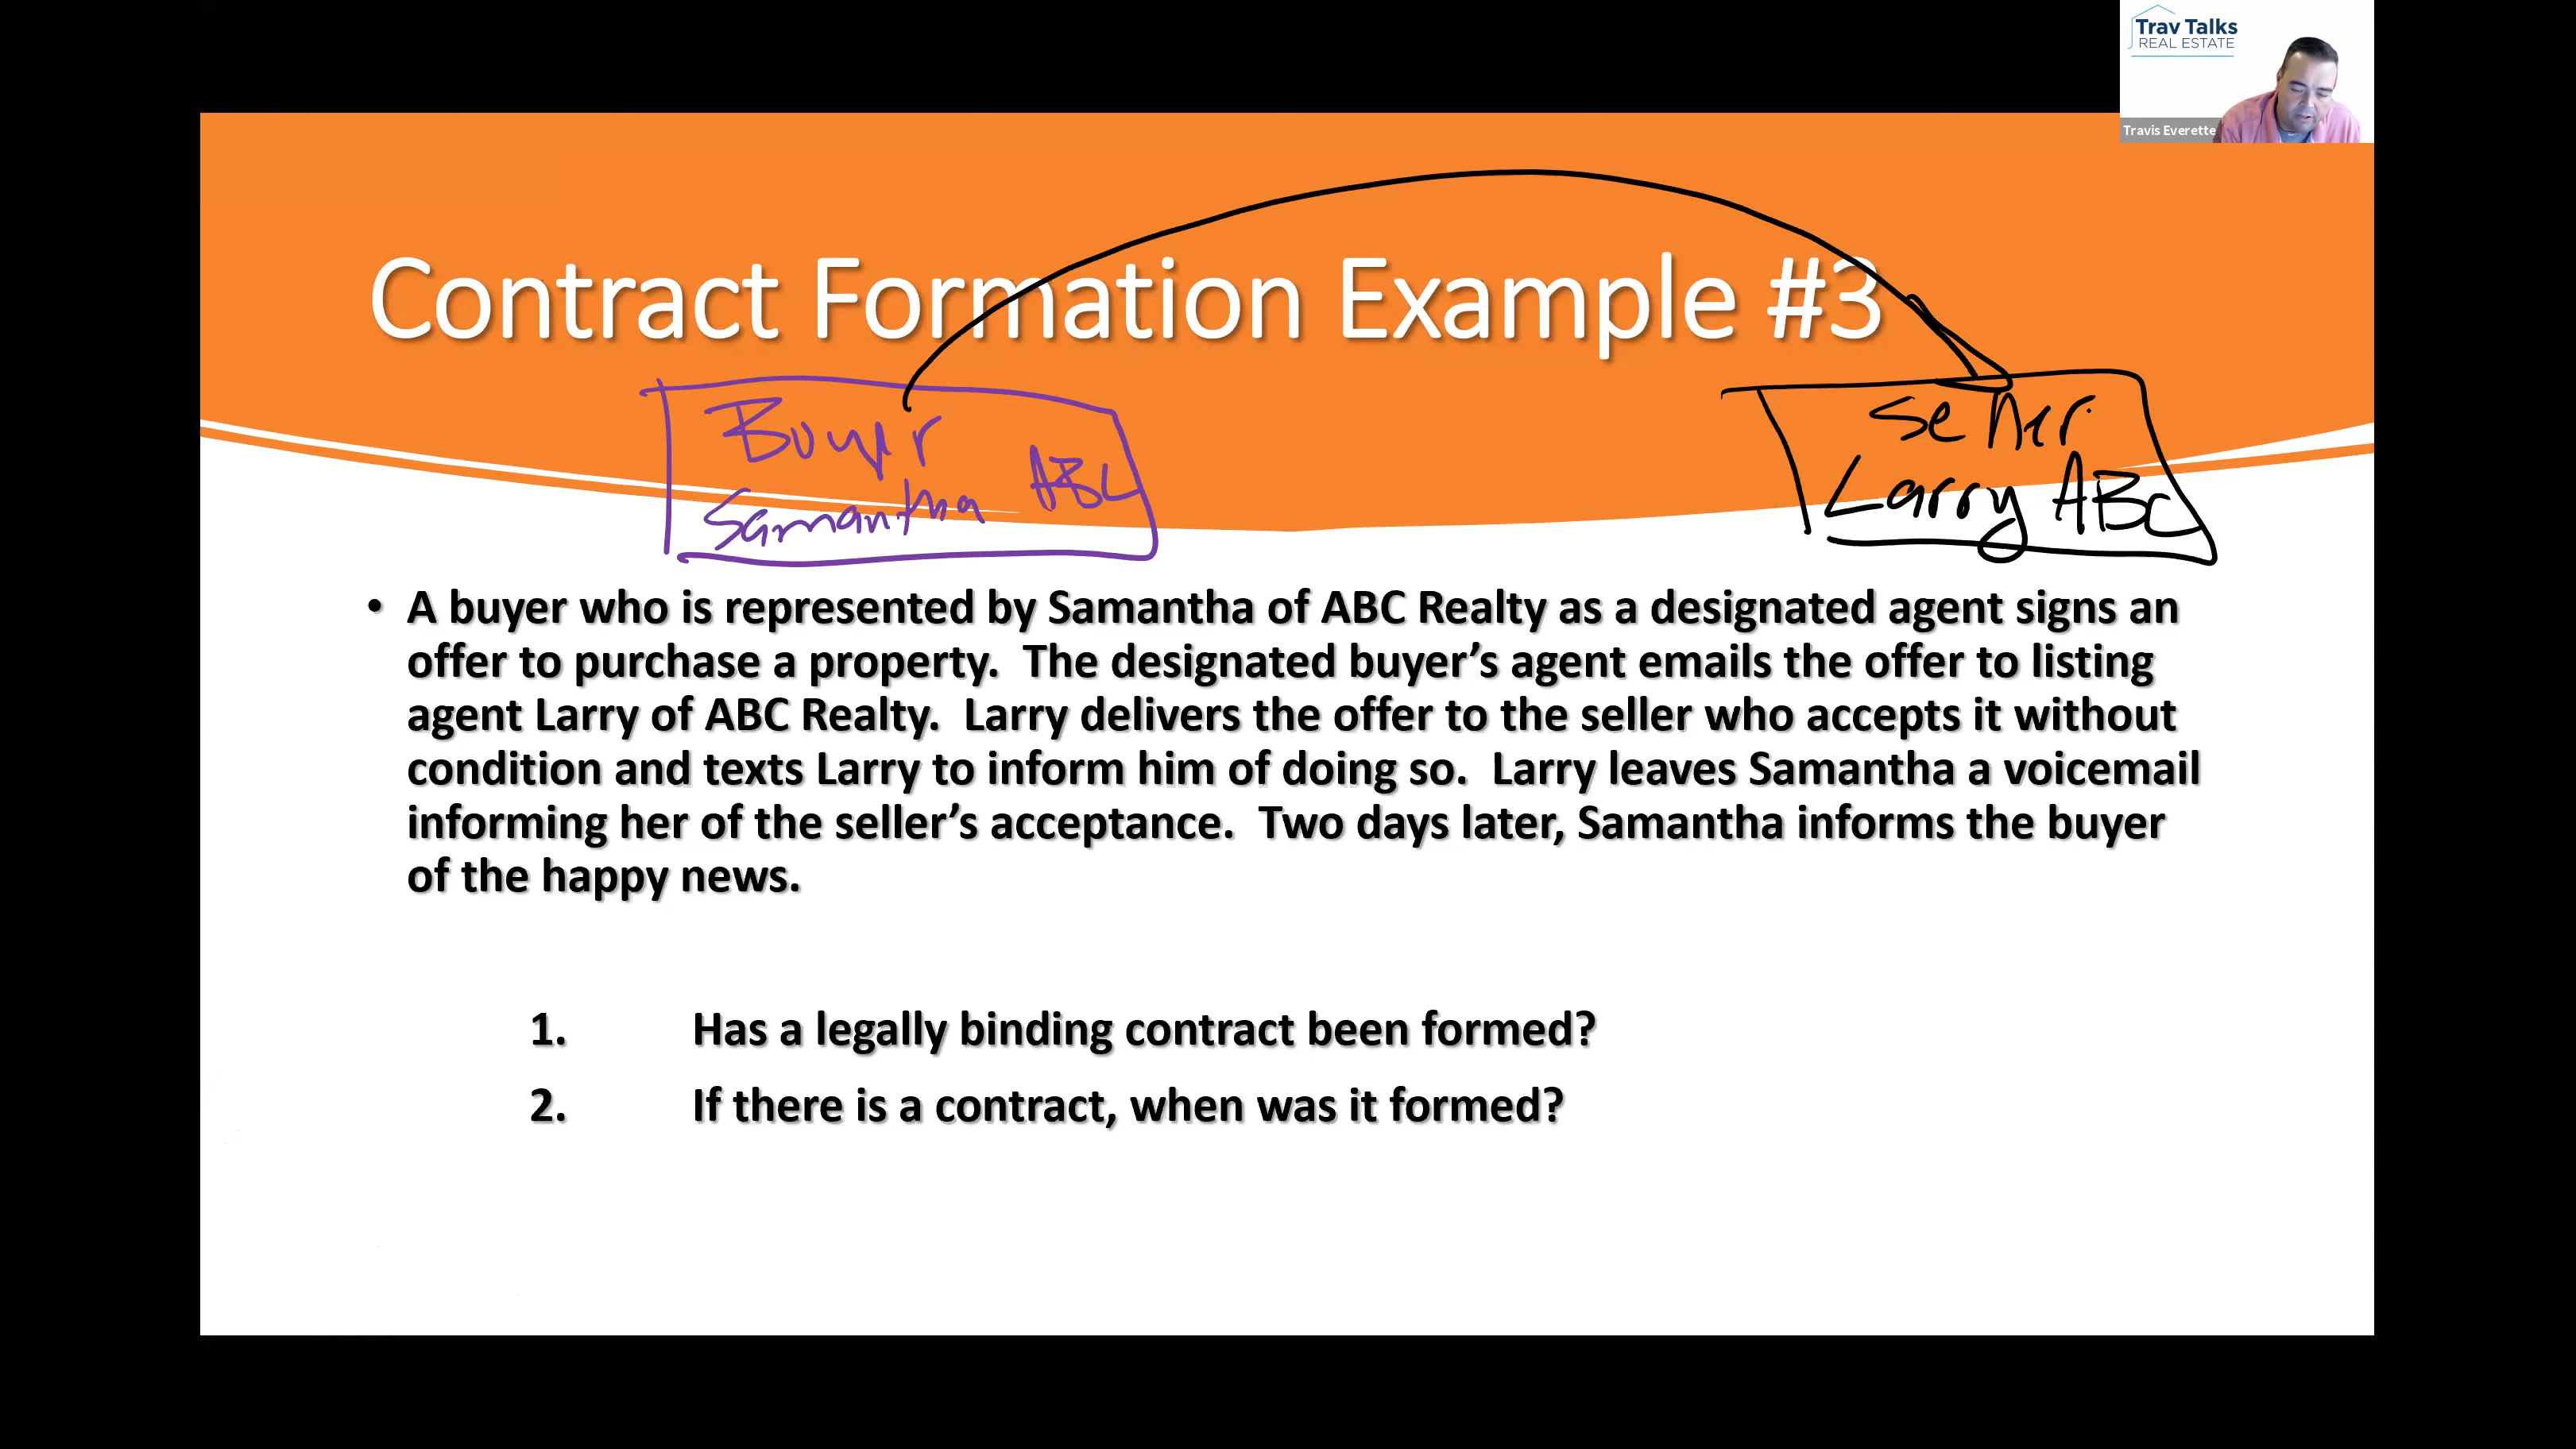 Trav Talks
REAL ESTATE
Travis Everette
Contract Formation Example #3
Buyer
Samantha ABC
Seller
Larry ABC
• A buyer who is represented by Samantha of ABC Realty as a designated agent signs an
offer to purchase a property.  The designated buyer’s agent emails the offer to listing
agent Larry of ABC Realty.  Larry delivers the offer to the seller who accepts it without
condition and texts Larry to inform him of doing so.  Larry leaves Samantha a voicemail
informing her of the seller’s acceptance.  Two days later, Samantha informs the buyer
of the happy news.
1. Has a legally binding contract been formed?
2. If there is a contract, when was it formed?